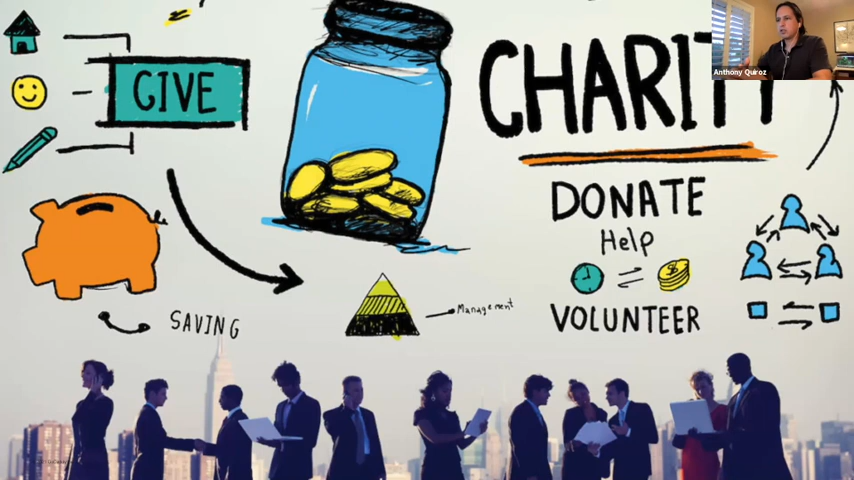 GIVE
CHARITY
Anthony Quiroz
DONATE
Help
Management
SAVING
VOLUNTEER